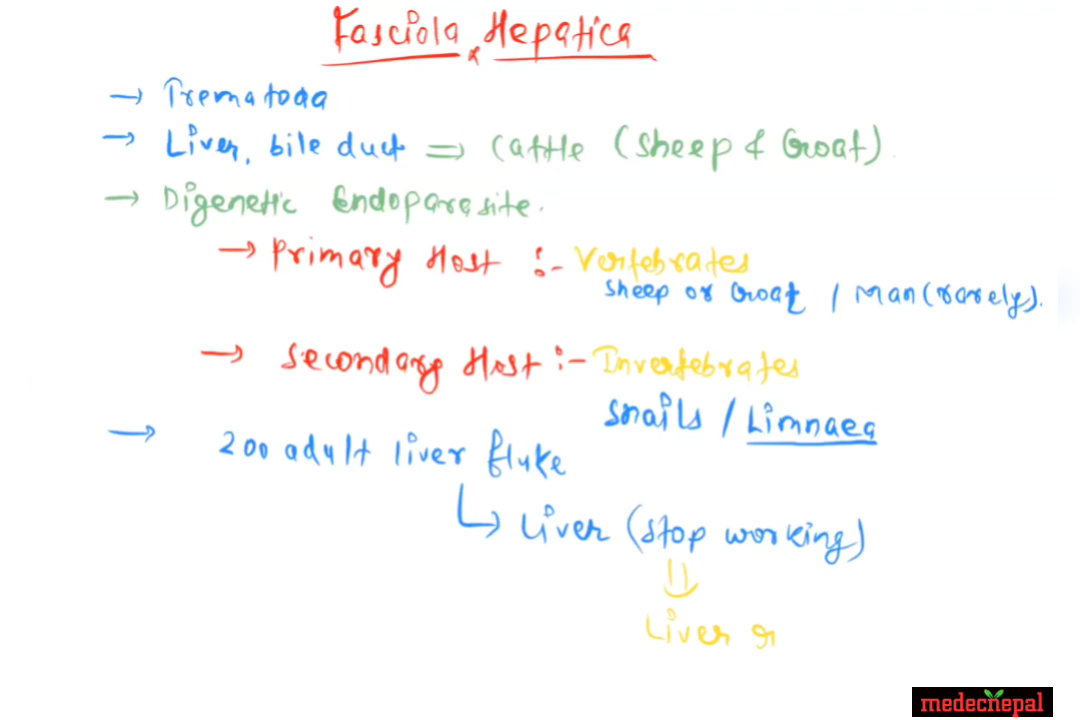 Fasciola Hepatica
→ Trematoda
→ Liver, bile duct => Cattle (Sheep & Goat).
→ Digenetic Endoparasite.
→ Primary Host :- Vertebrates
Sheep or Goat / Man (rarely).
→ Secondary Host :- Invertebrates
Snails / Limnaea
→ 200 adult liver fluke
↳ Liver (stop working)
⇓
Liver r
medecnepal